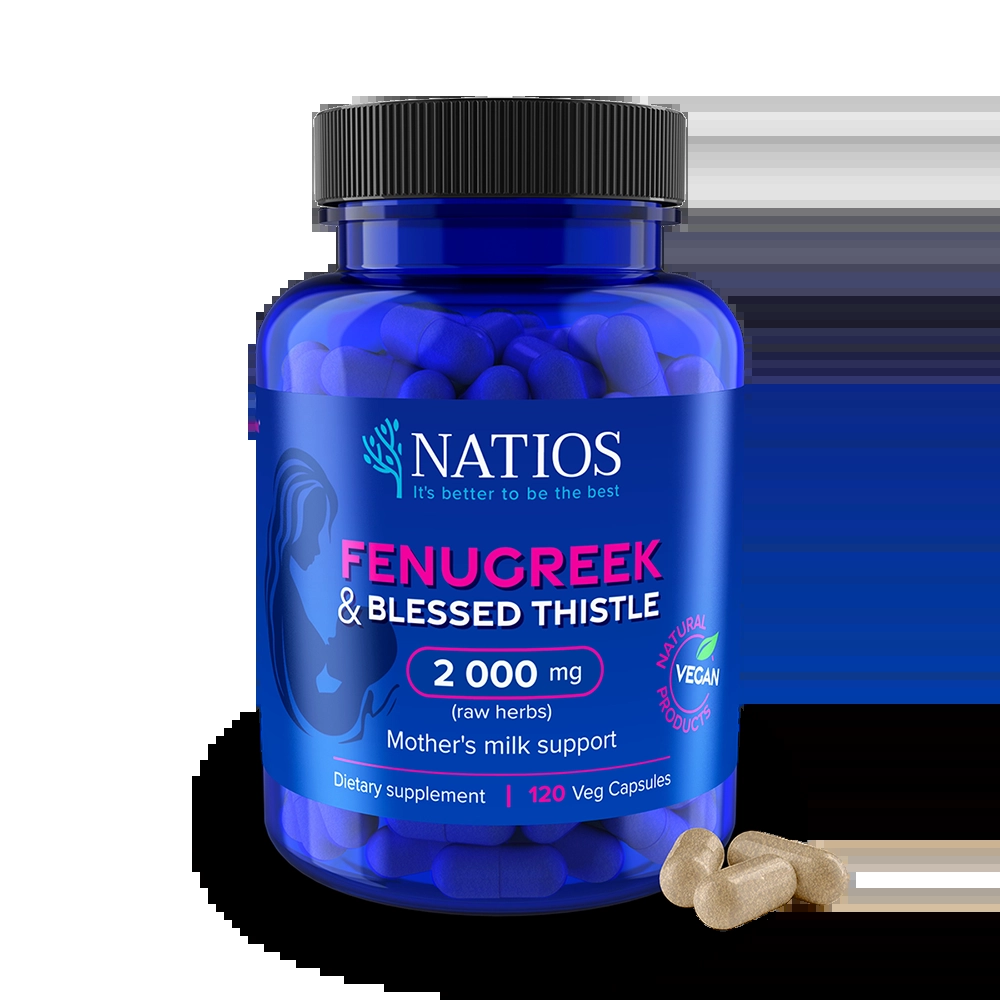 NATIOS
It's better to be the best
FENUGREEK
& BLESSED THISTLE
2 000 mg
(raw herbs)
Mother's milk support
Dietary supplement | 120 Veg Capsules
NATURAL
VEGAN
PRODUCTS